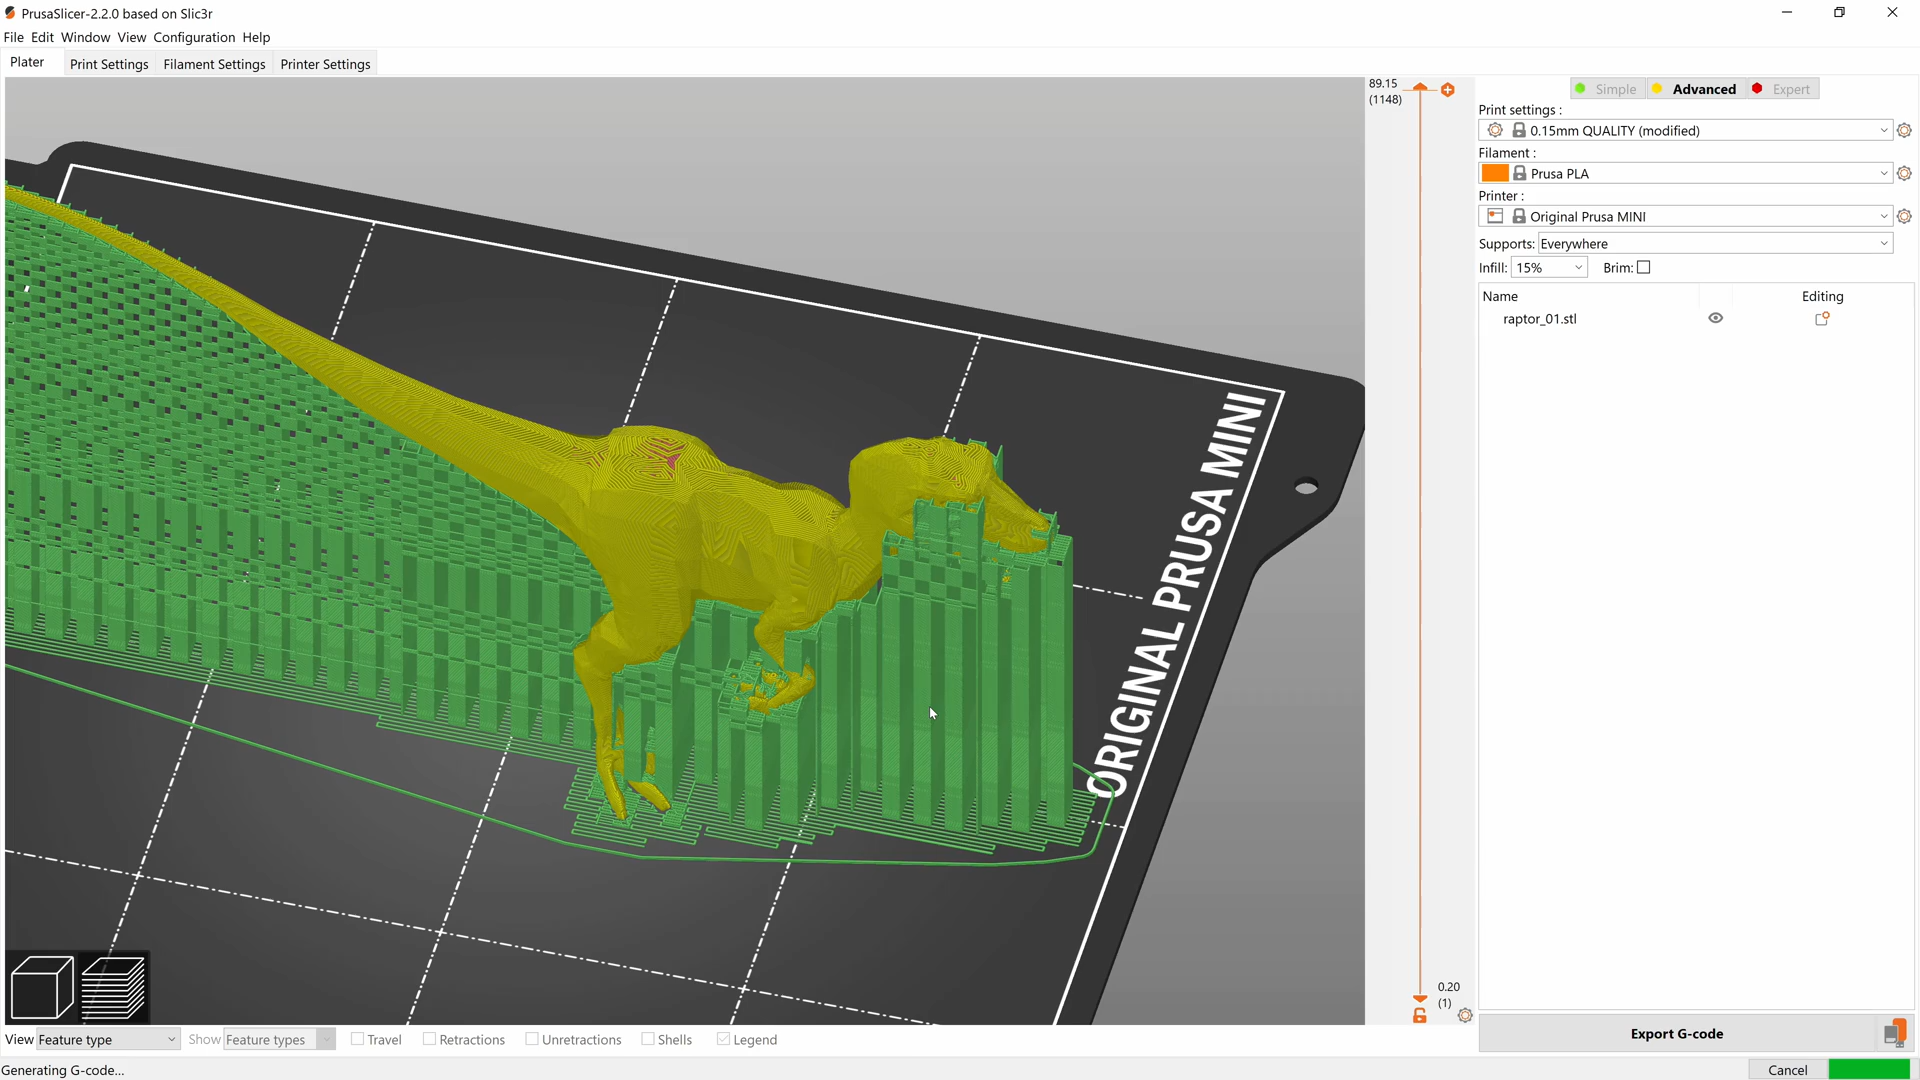 PrusaSlicer-2.2.0 based on Slic3r
File Edit Window View Configuration Help
Plater Print Settings Filament Settings Printer Settings
89.15
(1148)
Simple Advanced Expert
Print settings :
0.15mm QUALITY (modified)
Filament :
Prusa PLA
Printer :
Original Prusa MINI
Supports: Everywhere
Infill: 15% Brim:
Name Editing
raptor_01.stl
ORIGINAL PRUSA MINI
0.20
(1)
Export G-code
View Feature type Show Feature types Travel Retractions Unretractions Shells Legend
Generating G-code... Cancel